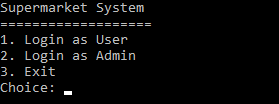 Supermarket System
====================
1. Login as User
2. Login as Admin
3. Exit
Choice: _